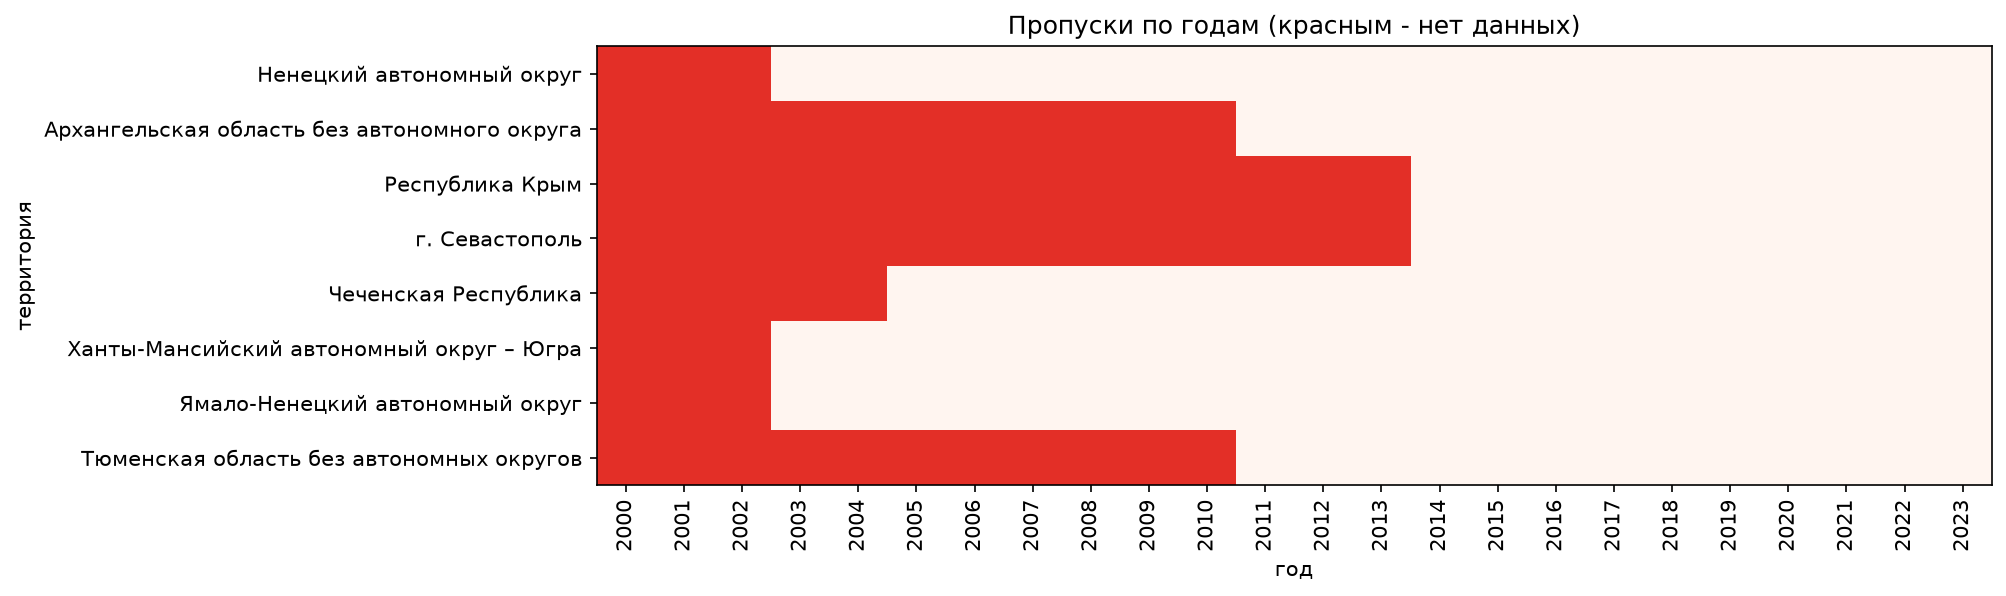 Пропуски по годам (красным - нет данных)
территория
Ненецкий автономный округ
Архангельская область без автономного округа
Республика Крым
г. Севастополь
Чеченская Республика
Ханты-Мансийский автономный округ – Югра
Ямало-Ненецкий автономный округ
Тюменская область без автономных округов
2000 2001 2002 2003 2004 2005 2006 2007 2008 2009 2010 2011 2012 2013 2014 2015 2016 2017 2018 2019 2020 2021 2022 2023
год